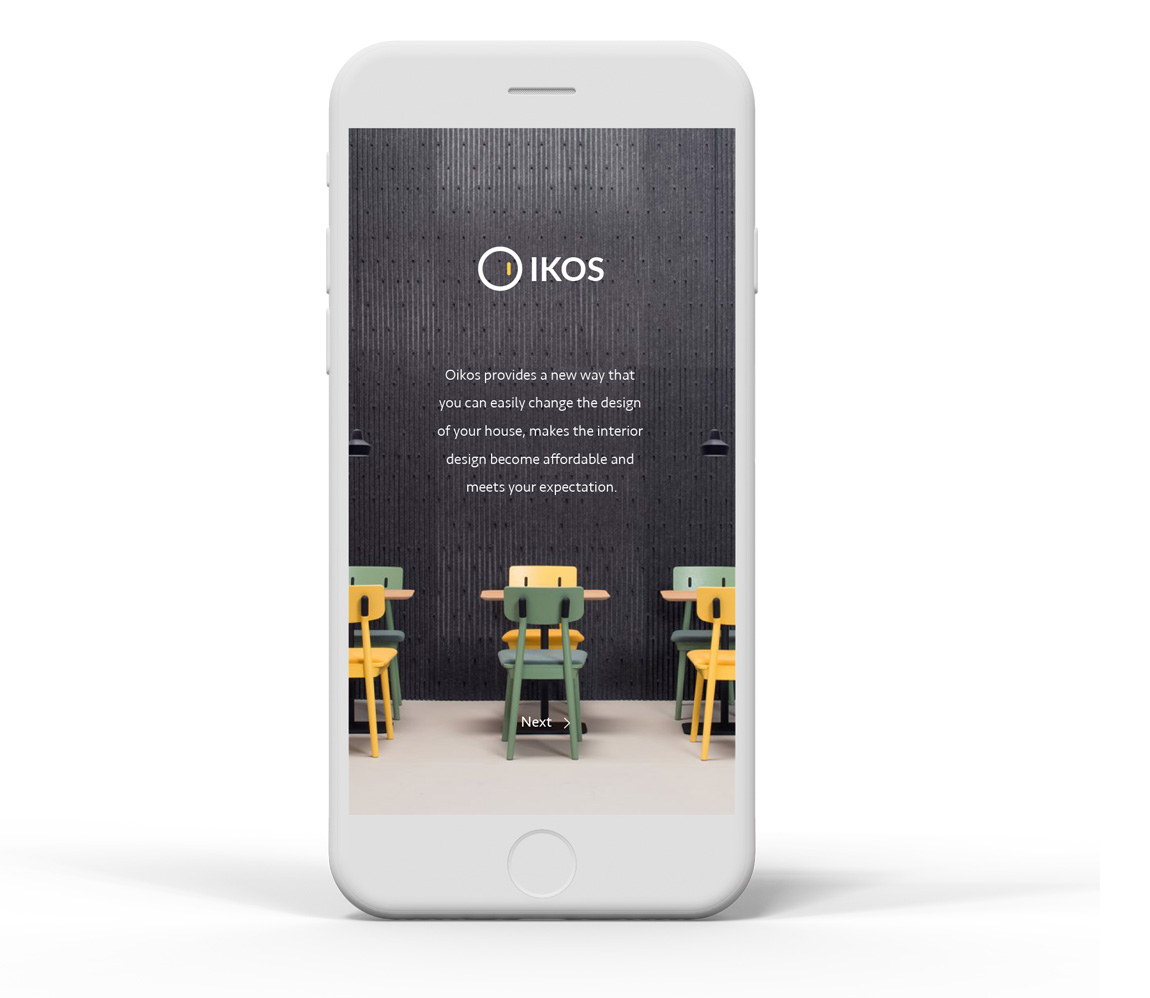 OIKOS
Oikos provides a new way that
you can easily change the design
of your house, makes the interior
design become affordable and
meets your expectation.
Next >